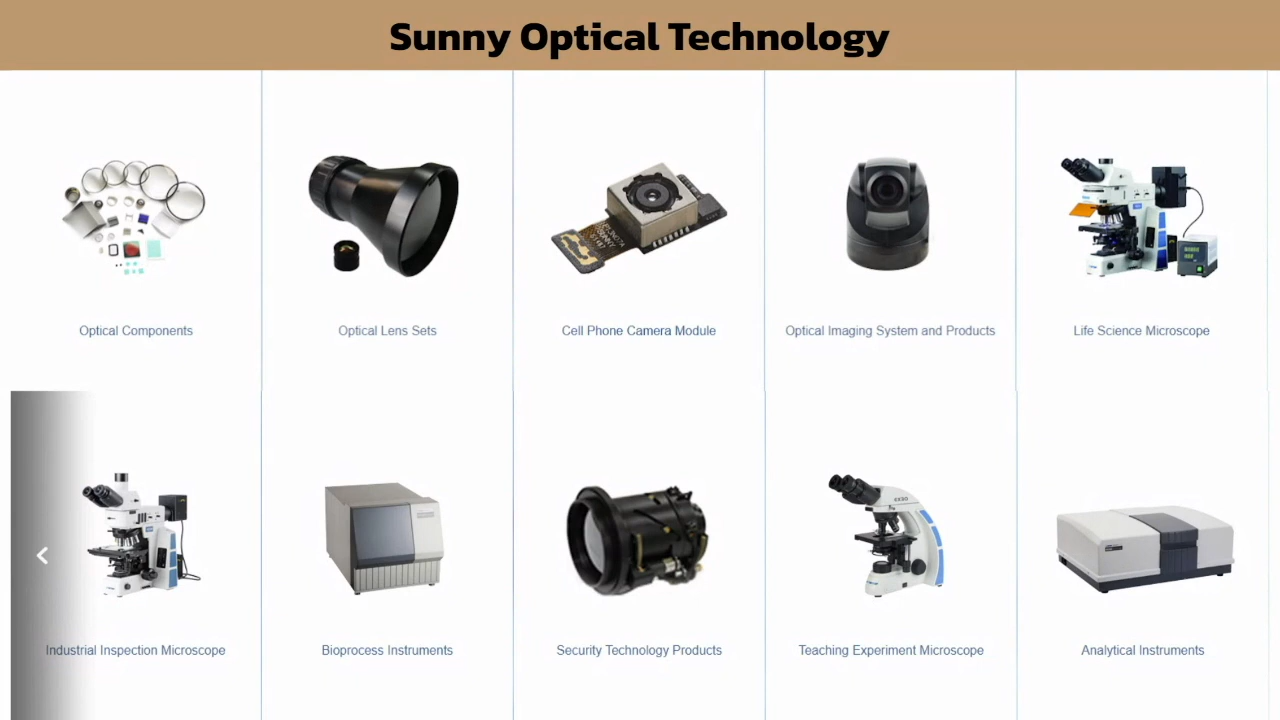 Sunny Optical Technology
Optical Components
Optical Lens Sets
Cell Phone Camera Module
Optical Imaging System and Products
Life Science Microscope
Industrial Inspection Microscope
Bioprocess Instruments
Security Technology Products
Teaching Experiment Microscope
Analytical Instruments